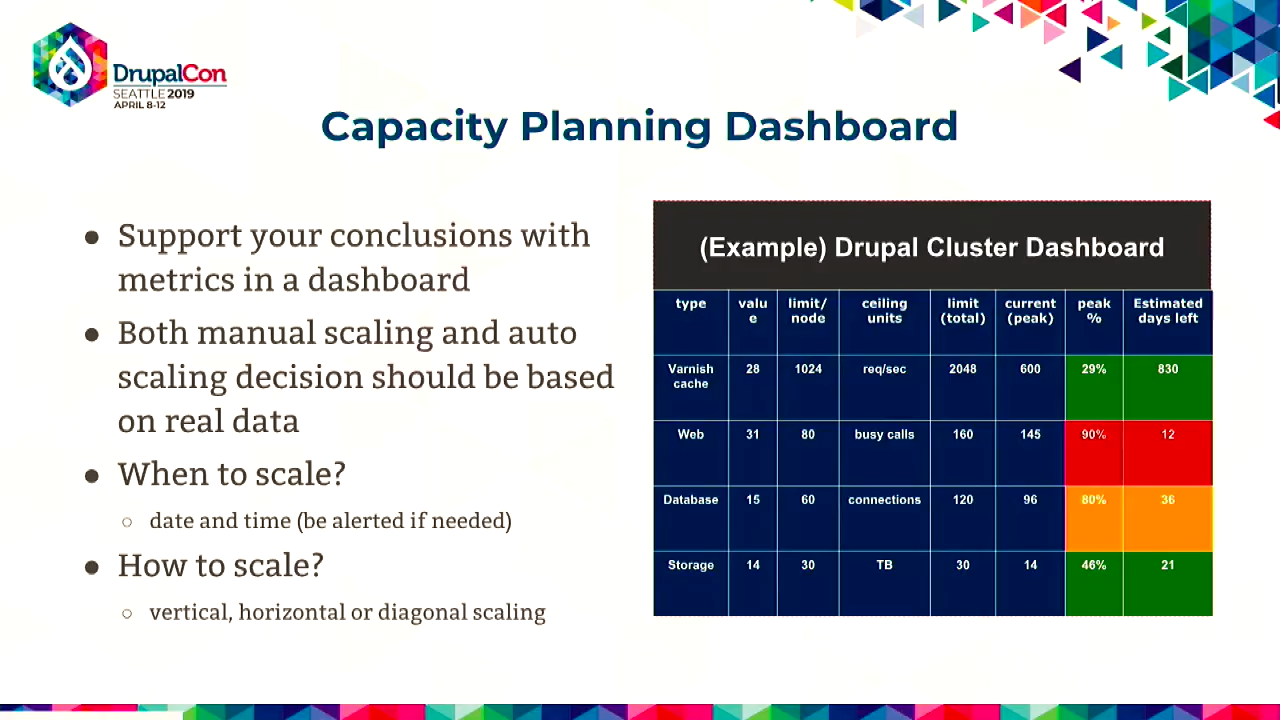 DrupalCon
SEATTLE 2019
APRIL 8-12
Capacity Planning Dashboard
● Support your conclusions with
metrics in a dashboard
● Both manual scaling and auto
scaling decision should be based
on real data
● When to scale?
○ date and time (be alerted if needed)
● How to scale?
○ vertical, horizontal or diagonal scaling
(Example) Drupal Cluster Dashboard
type valu limit/ ceiling limit current peak Estimated
e node units (total) (peak) % days left
Varnish 28 1024 req/sec 2048 600 29% 830
cache
Web 31 80 busy calls 160 145 90% 12
Database 15 60 connections 120 96 80% 36
Storage 14 30 TB 30 14 46% 21